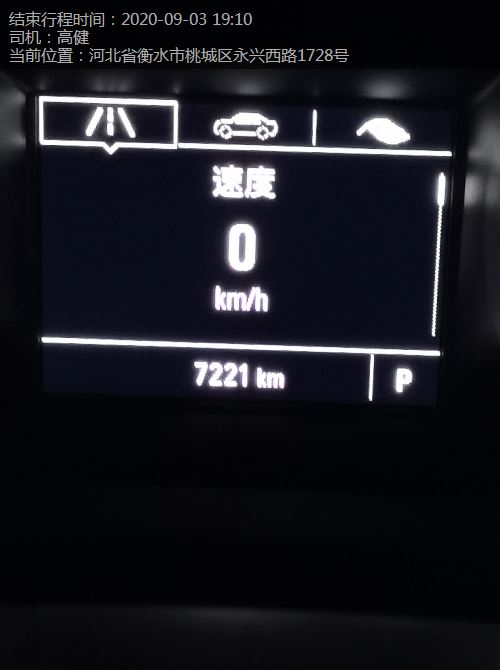 结束行程时间：2020-09-03 19:10
司机：高健
当前位置：河北省衡水市桃城区永兴西路1728号
速度
0
km/h
7221 km
P